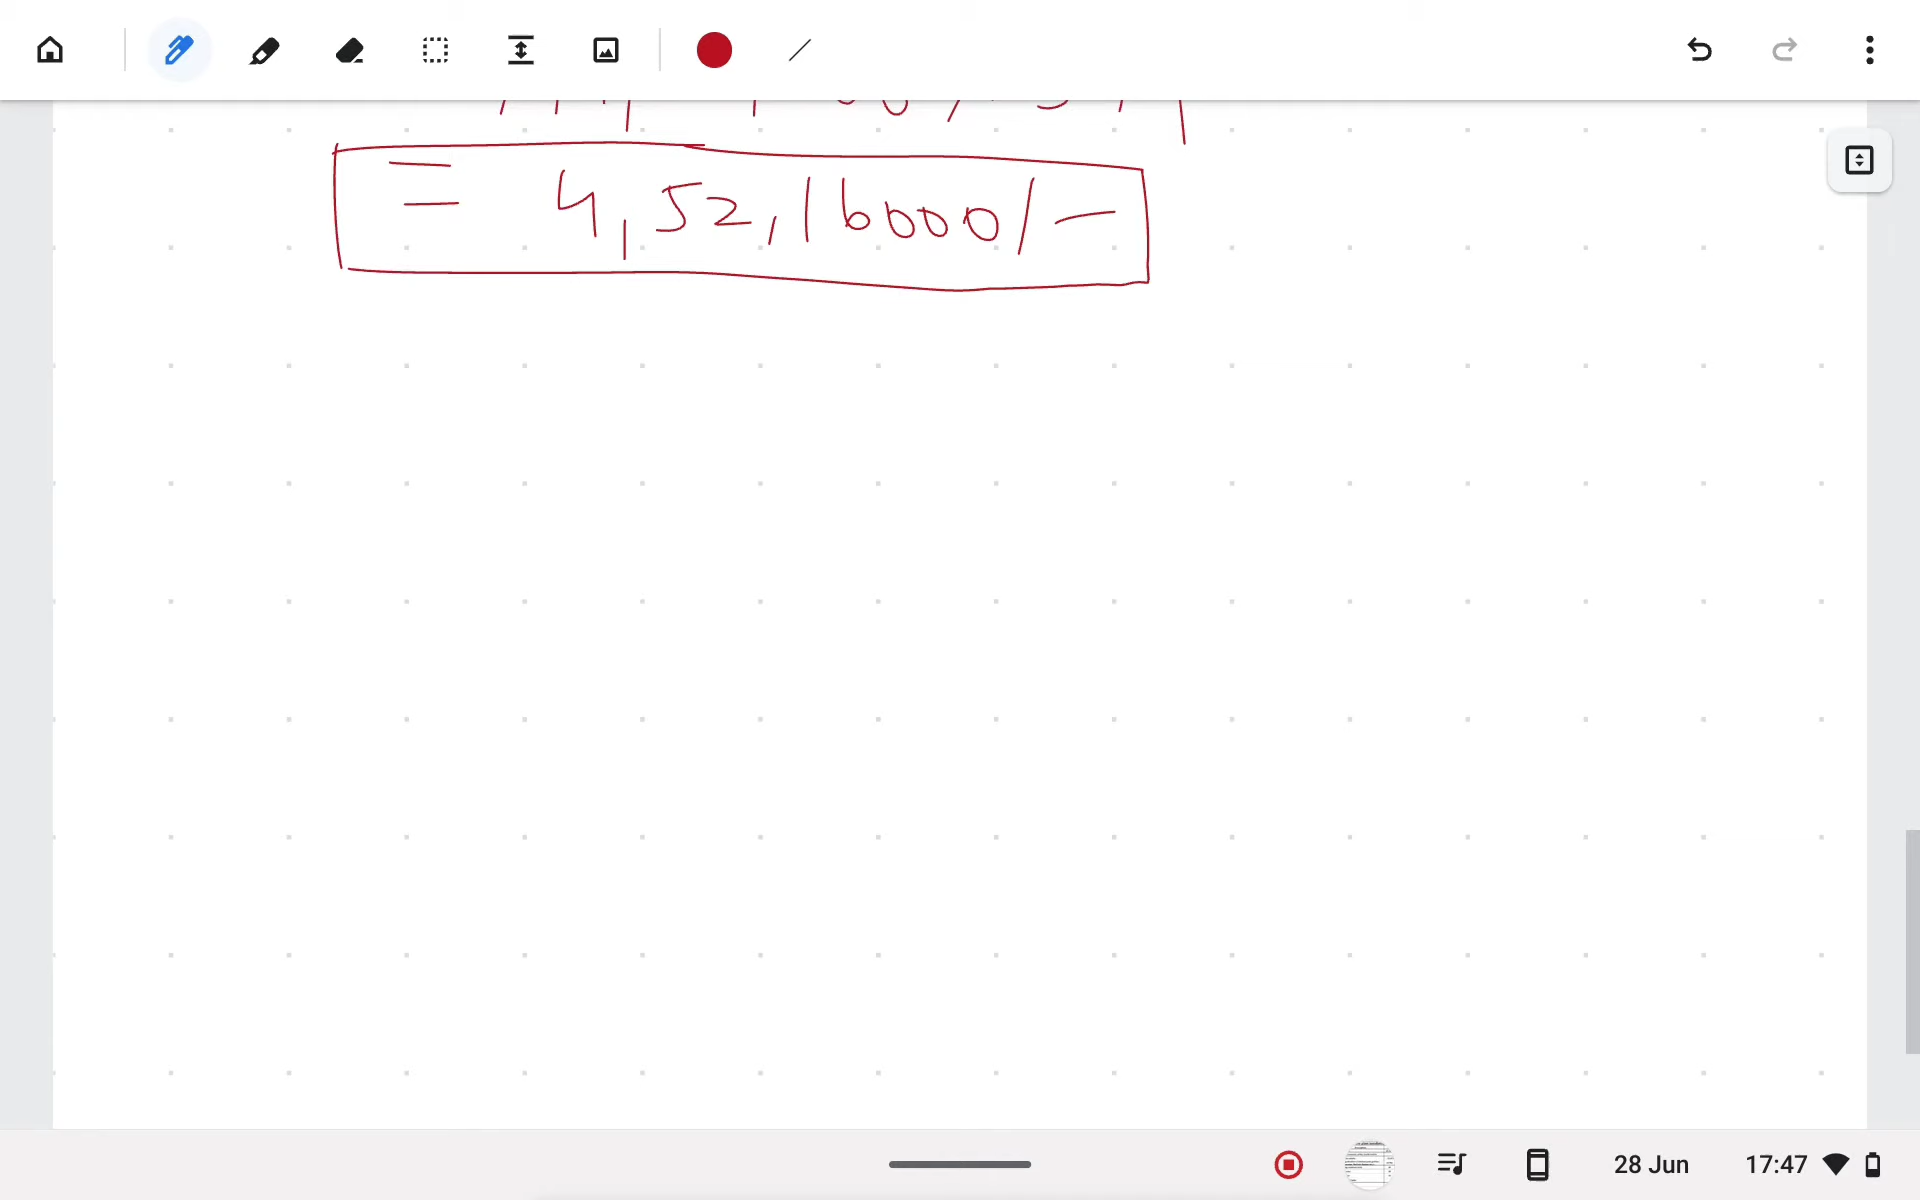 = 4,52,16000/-
28 Jun 17:47